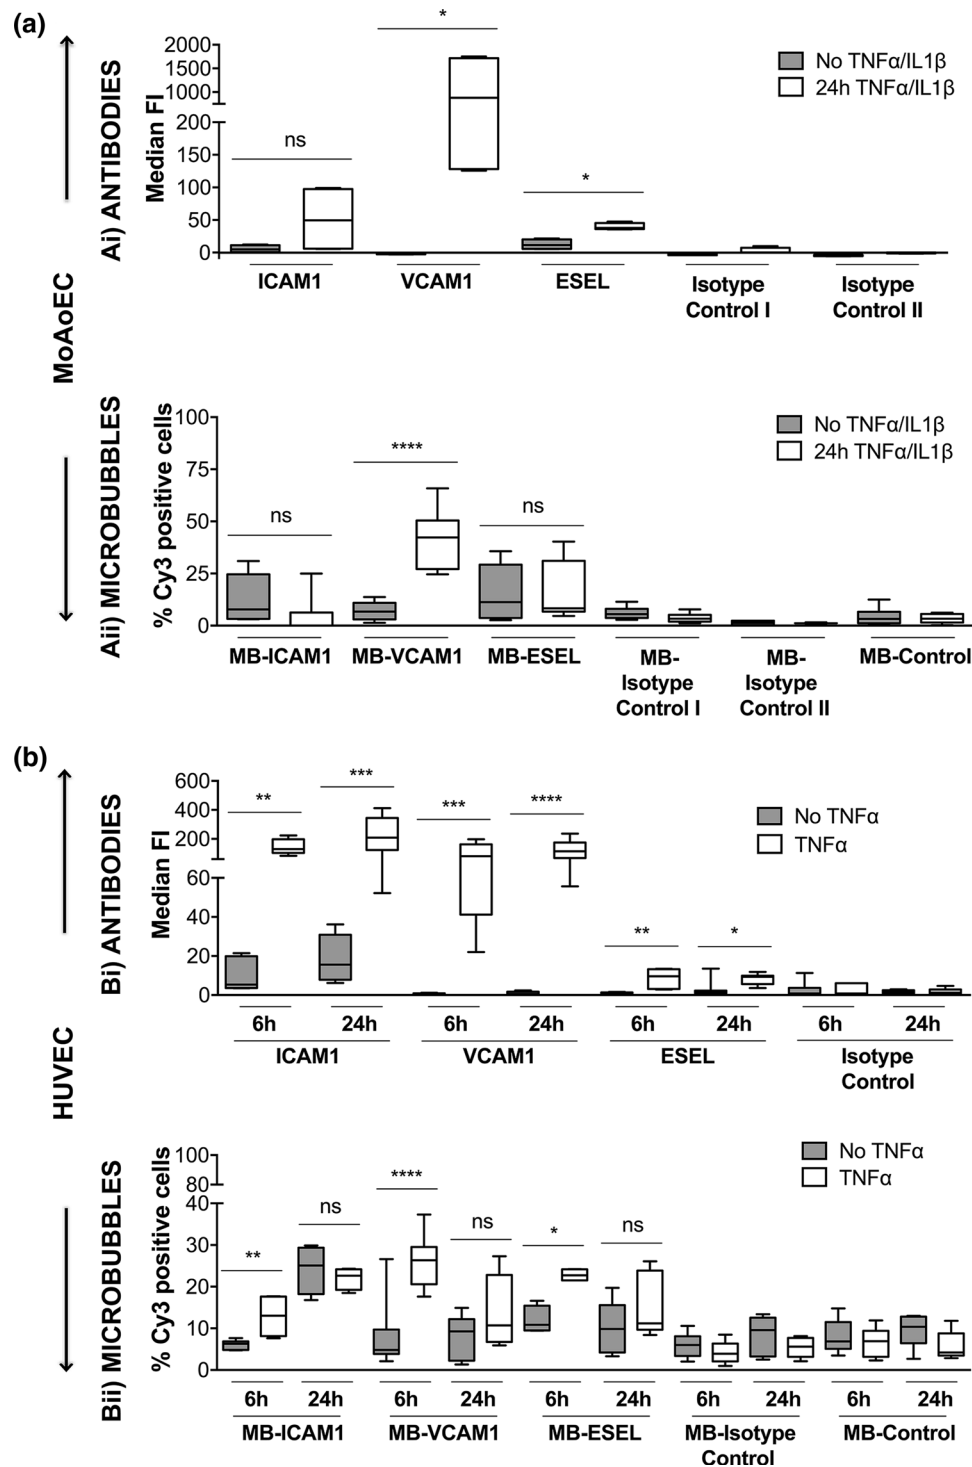 (a)
Ai) ANTIBODIES
MoAoEC
Aii) MICROBUBBLES
Median FI
2000
1500
1000
200
150
100
50
0
ns
*
*
No TNFα/IL1β
24h TNFα/IL1β
ICAM1 VCAM1 ESEL Isotype Control I Isotype Control II
% Cy3 positive cells
100
75
50
25
0
ns
****
ns
No TNFα/IL1β
24h TNFα/IL1β
MB-ICAM1 MB-VCAM1 MB-ESEL MB-Isotype Control I MB-Isotype Control II MB-Control
(b)
Bi) ANTIBODIES
HUVEC
Bii) MICROBUBBLES
Median FI
600
400
200
60
40
20
0
** *** *** **** ** *
No TNFα
TNFα
6h 24h 6h 24h 6h 24h 6h 24h
ICAM1 VCAM1 ESEL Isotype Control
% Cy3 positive cells
100
80
40
30
20
10
0
** ns **** ns * ns
No TNFα
TNFα
6h 24h 6h 24h 6h 24h 6h 24h 6h 24h
MB-ICAM1 MB-VCAM1 MB-ESEL MB-Isotype Control MB-Control